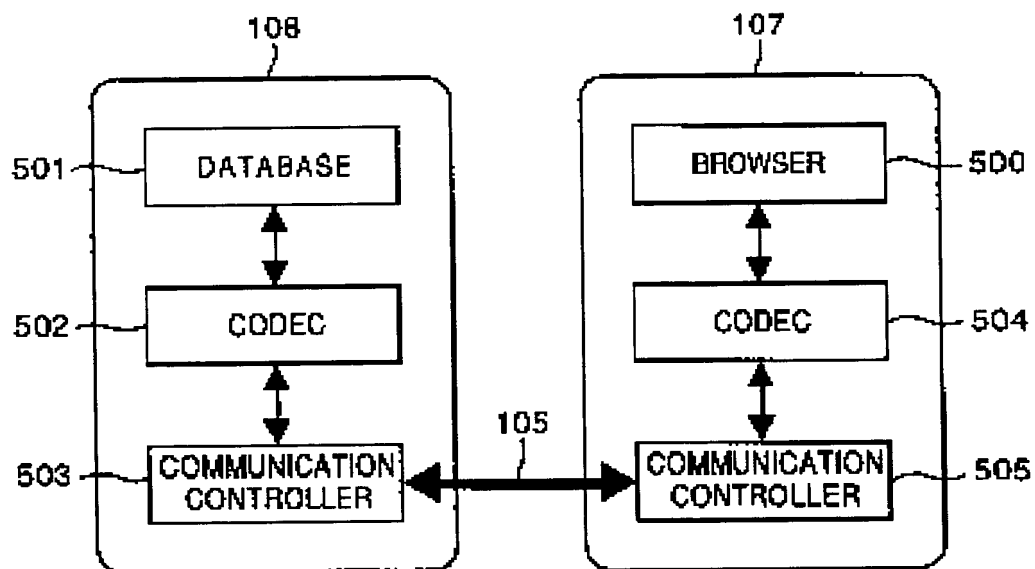 108
107
501
DATABASE
BROWSER
500
502
CODEC
CODEC
504
105
503
COMMUNICATION
CONTROLLER
COMMUNICATION
CONTROLLER
505